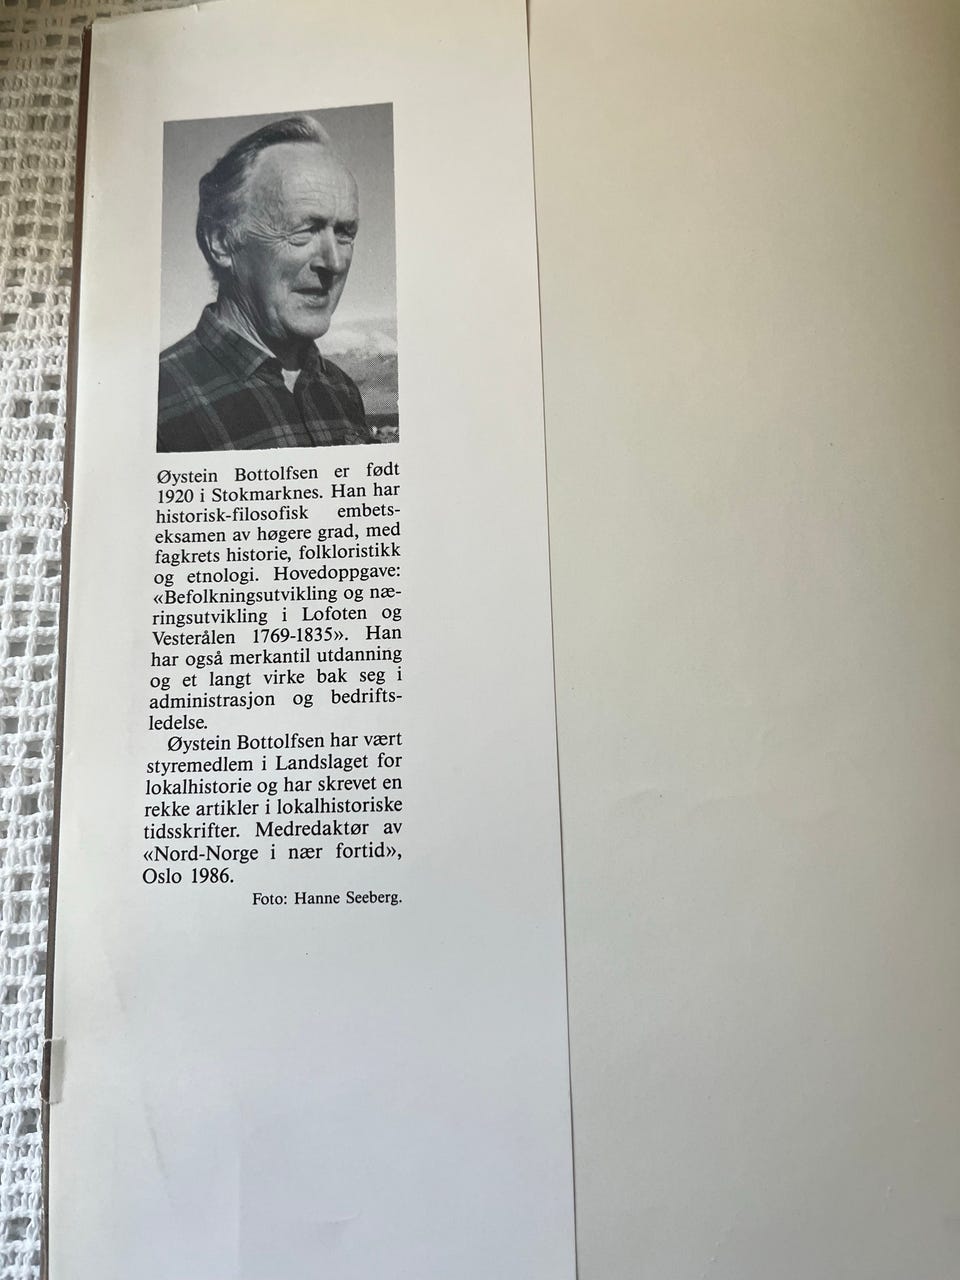 Øystein Bottolfsen er født
1920 i Stokmarknes. Han har
historisk-filosofisk embets-
eksamen av høgere grad, med
fagkrets historie, folkloristikk
og etnologi. Hovedoppgave:
«Befolkningsutvikling og næ-
ringsutvikling i Lofoten og
Vesterålen 1769-1835». Han
har også merkantil utdanning
og et langt virke bak seg i
administrasjon og bedrifts-
ledelse.
Øystein Bottolfsen har vært
styremedlem i Landslaget for
lokalhistorie og har skrevet en
rekke artikler i lokalhistoriske
tidsskrifter. Medredaktør av
«Nord-Norge i nær fortid»,
Oslo 1986.
Foto: Hanne Seeberg.